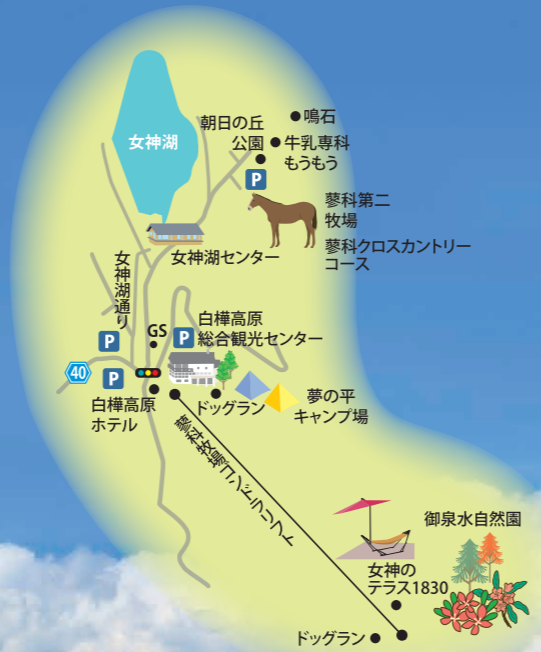 女神湖
朝日の丘
公園
鳴石
牛乳専科
もうもう
P
蓼科第二
牧場
蓼科クロスカントリー
コース
女神湖センター
女神湖通り
GS
P
白樺高原
総合観光センター
P
40
P
白樺高原
ホテル
ドッグラン
夢の平
キャンプ場
蓼科牧場ゴンドラリフト
御泉水自然園
女神の
テラス1830
ドッグラン